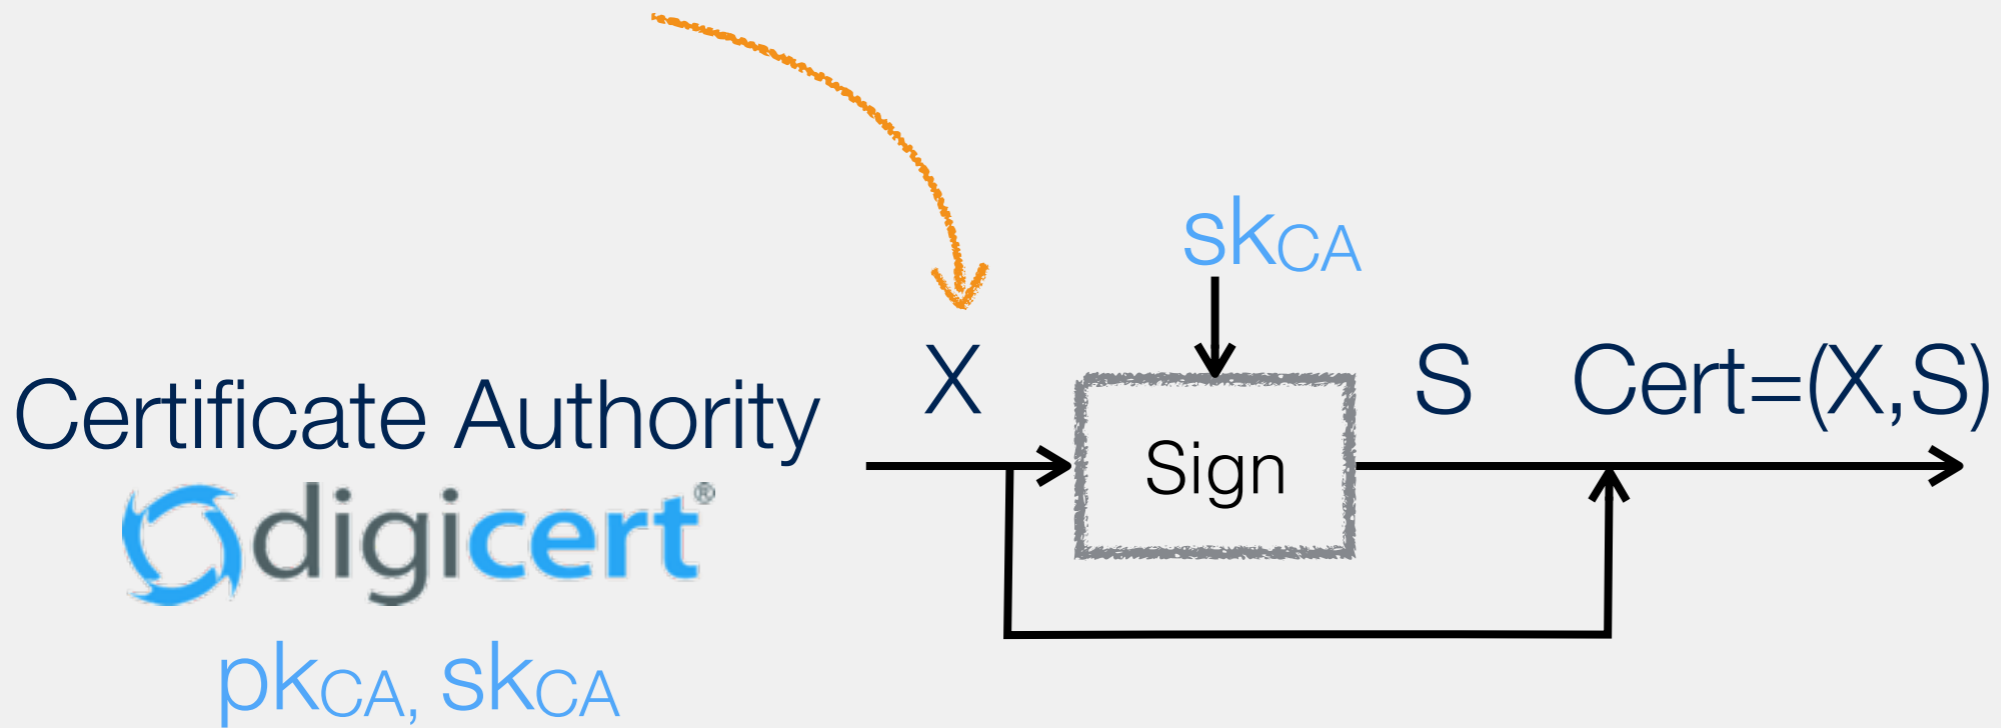 skCA
X
S
Cert=(X,S)
Certificate Authority
Sign
digicert®
pkCA, skCA